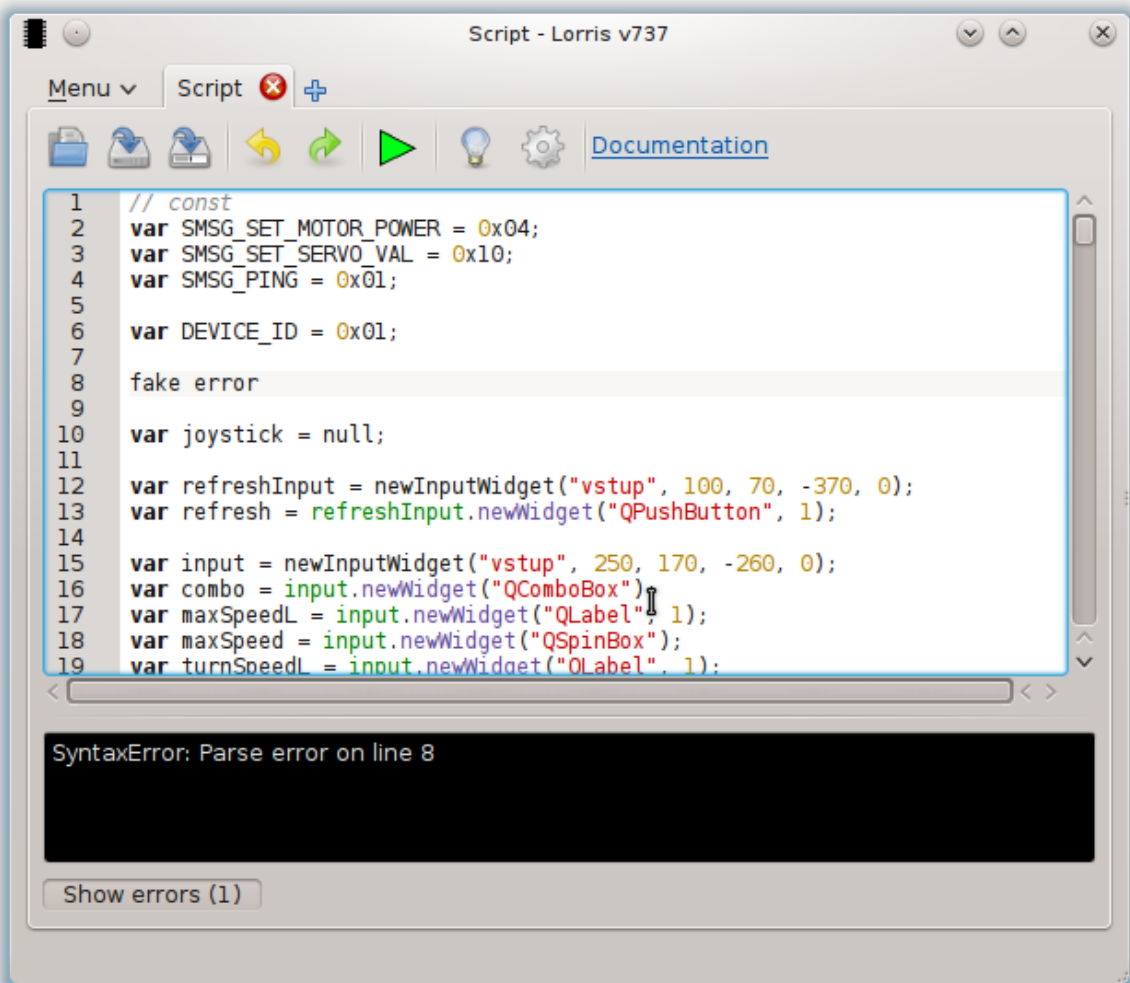 Script - Lorris v737
Menu
Script
Documentation
1 // const
2 var SMSG_SET_MOTOR_POWER = 0x04;
3 var SMSG_SET_SERVO_VAL = 0x10;
4 var SMSG_PING = 0x01;
5
6 var DEVICE_ID = 0x01;
7
8 fake error
9
10 var joystick = null;
11
12 var refreshInput = newInputWidget("vstup", 100, 70, -370, 0);
13 var refresh = refreshInput.newWidget("QPushButton", 1);
14
15 var input = newInputWidget("vstup", 250, 170, -260, 0);
16 var combo = input.newWidget("QComboBox")
17 var maxSpeedL = input.newWidget("QLabel", 1);
18 var maxSpeed = input.newWidget("QSpinBox");
19 var turnSpeedL = input.newWidget("QLabel", 1);
SyntaxError: Parse error on line 8
Show errors (1)